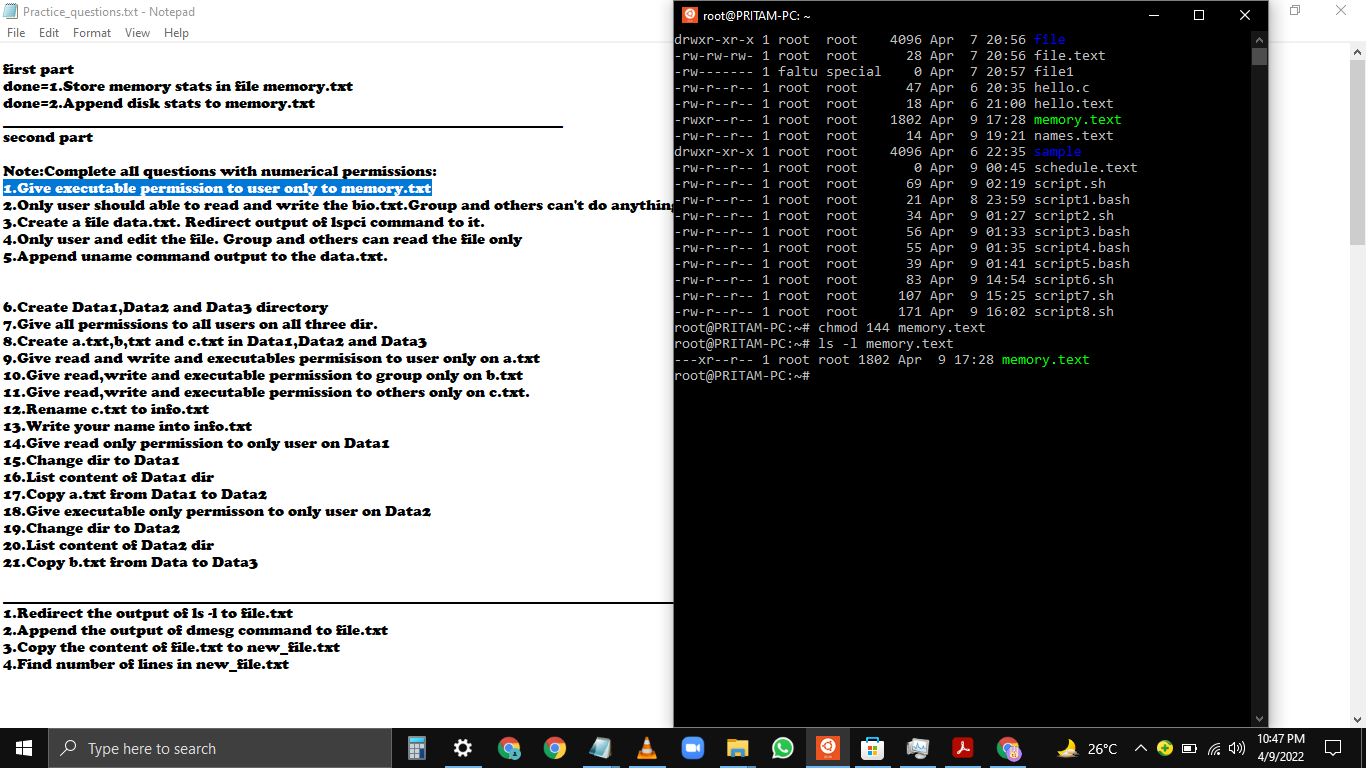 Practice_questions.txt - Notepad
File Edit Format View Help
first part
done=1.Store memory stats in file memory.txt
done=2.Append disk stats to memory.txt
second part
Note:Complete all questions with numerical permissions:
1.Give executable permission to user only to memory.txt
2.Only user should able to read and write the bio.txt.Group and others can't do anything
3.Create a file data.txt. Redirect output of lspci command to it.
4.Only user and edit the file. Group and others can read the file only
5.Append uname command output to the data.txt.
6.Create Data1,Data2 and Data3 directory
7.Give all permissions to all users on all three dir.
8.Create a.txt,b,txt and c.txt in Data1,Data2 and Data3
9.Give read and write and executables permisison to user only on a.txt
10.Give read,write and executable permission to group only on b.txt
11.Give read,write and executable permission to others only on c.txt.
12.Rename c.txt to info.txt
13.Write your name into info.txt
14.Give read only permission to only user on Data1
15.Change dir to Data1
16.List content of Data1 dir
17.Copy a.txt from Data1 to Data2
18.Give executable only permisson to only user on Data2
19.Change dir to Data2
20.List content of Data2 dir
21.Copy b.txt from Data to Data3
1.Redirect the output of ls -l to file.txt
2.Append the output of dmesg command to file.txt
3.Copy the content of file.txt to new_file.txt
4.Find number of lines in new_file.txt
root@PRITAM-PC: ~
drwxr-xr-x 1 root root 4096 Apr 7 20:56 file
-rw-rw-rw- 1 root root 28 Apr 7 20:56 file.text
-rw------- 1 faltu special 0 Apr 7 20:57 file1
-rw-r--r-- 1 root root 47 Apr 6 20:35 hello.c
-rw-r--r-- 1 root root 18 Apr 6 21:00 hello.text
-rwxr--r-- 1 root root 1802 Apr 9 17:28 memory.text
-rw-r--r-- 1 root root 14 Apr 9 19:21 names.text
drwxr-xr-x 1 root root 4096 Apr 6 22:35 sample
-rw-r--r-- 1 root root 0 Apr 9 00:45 schedule.text
-rw-r--r-- 1 root root 69 Apr 9 02:19 script.sh
-rw-r--r-- 1 root root 21 Apr 8 23:59 script1.bash
-rw-r--r-- 1 root root 34 Apr 9 01:27 script2.sh
-rw-r--r-- 1 root root 56 Apr 9 01:33 script3.bash
-rw-r--r-- 1 root root 55 Apr 9 01:35 script4.bash
-rw-r--r-- 1 root root 39 Apr 9 01:41 script5.bash
-rw-r--r-- 1 root root 83 Apr 9 14:54 script6.sh
-rw-r--r-- 1 root root 107 Apr 9 15:25 script7.sh
-rw-r--r-- 1 root root 171 Apr 9 16:02 script8.sh
root@PRITAM-PC:~# chmod 144 memory.text
root@PRITAM-PC:~# ls -l memory.text
---xr--r-- 1 root root 1802 Apr 9 17:28 memory.text
root@PRITAM-PC:~#
Type here to search
26°C
10:47 PM
4/9/2022